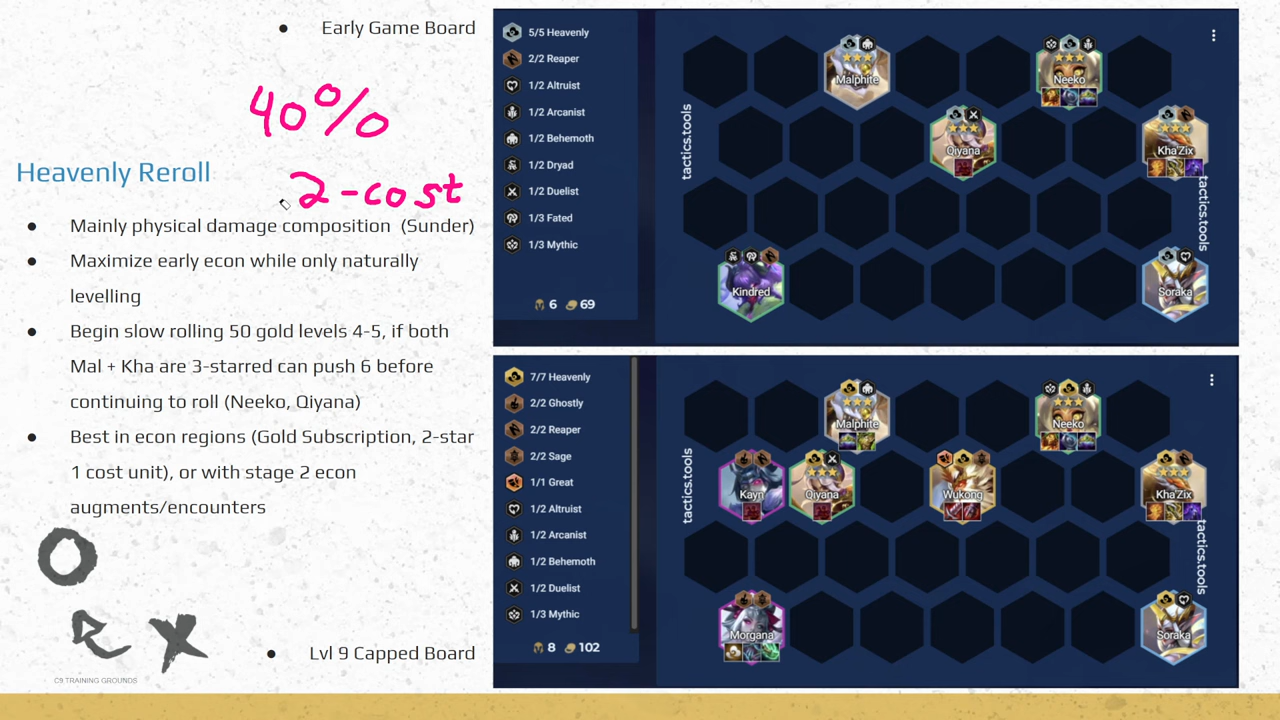 Early Game Board
40%
2-cost
Heavenly Reroll
Mainly physical damage composition (Sunder)
Maximize early econ while only naturally
levelling
Begin slow rolling 50 gold levels 4-5, if both
Mal + Kha are 3-starred can push 6 before
continuing to roll (Neeko, Qiyana)
Best in econ regions (Gold Subscription, 2-star
1 cost unit), or with stage 2 econ
augments/encounters
Lvl 9 Capped Board
C9 TRAINING GROUNDS
5/5 Heavenly
2/2 Reaper
1/2 Altruist
1/2 Arcanist
1/2 Behemoth
1/2 Dryad
1/2 Duelist
1/3 Fated
1/3 Mythic
6 69
tactics.tools
Malphite
Neeko
Qiyana
Kha'Zix
Kindred
Soraka
tactics.tools
7/7 Heavenly
2/2 Ghostly
2/2 Reaper
2/2 Sage
1/1 Great
1/2 Altruist
1/2 Arcanist
1/2 Behemoth
1/2 Duelist
1/3 Mythic
8 102
tactics.tools
Malphite
Neeko
Kayn
Qiyana
Wukong
Kha'Zix
Morgana
Soraka
tactics.tools